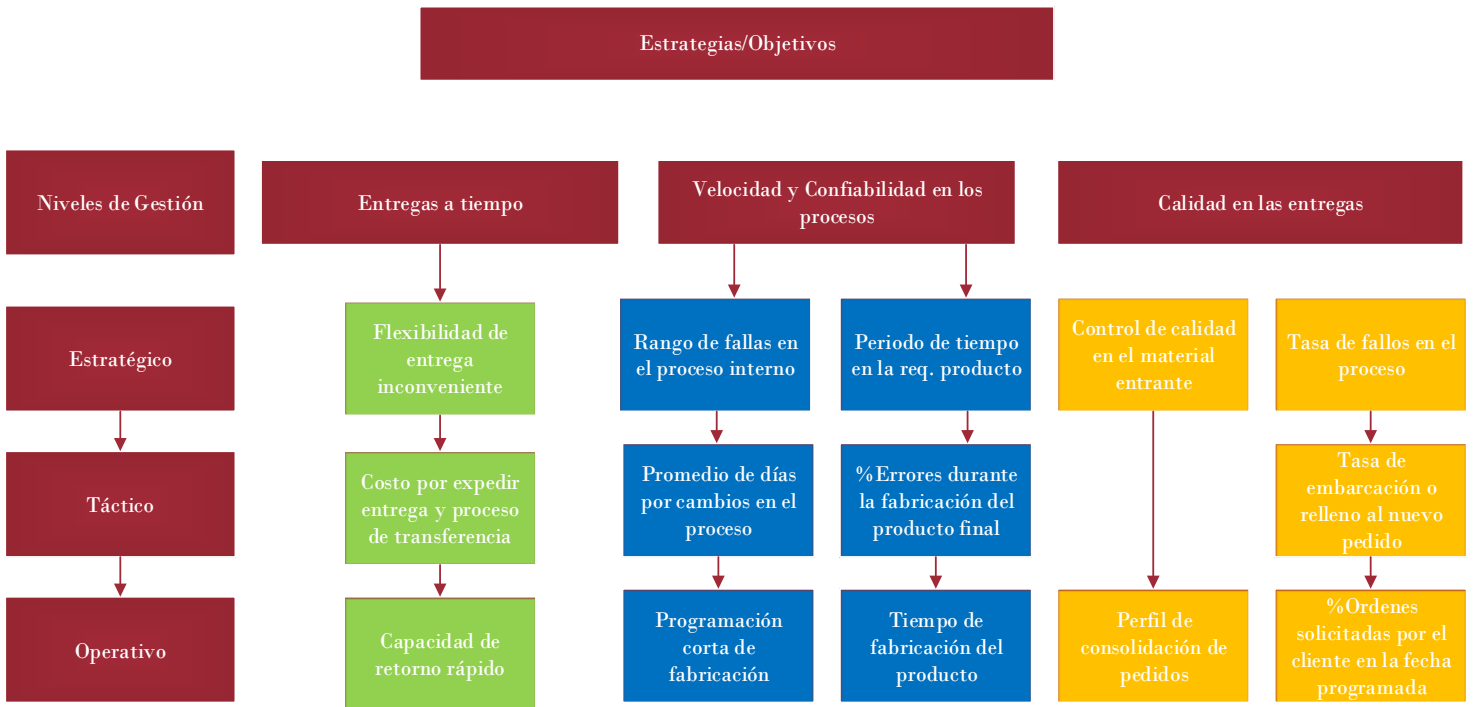 Estrategias/Objetivos
Niveles de Gestión
Entregas a tiempo
Velocidad y Confiabilidad en los
procesos
Calidad en las entregas
Estratégico
Flexibilidad de
entrega
inconveniente
Rango de fallas en
el proceso interno
Periodo de tiempo
en la req. producto
Control de calidad
en el material
entrante
Tasa de fallos en el
proceso
Táctico
Costo por expedir
entrega y proceso
de transferencia
Promedio de días
por cambios en el
proceso
%Errores durante
la fabricación del
producto final
Tasa de
embarcación o
relleno al nuevo
pedido
Operativo
Capacidad de
retorno rápido
Programación
corta de
fabricación
Tiempo de
fabricación del
producto
Perfil de
consolidación de
pedidos
%Ordenes
solicitadas por el
cliente en la fecha
programada